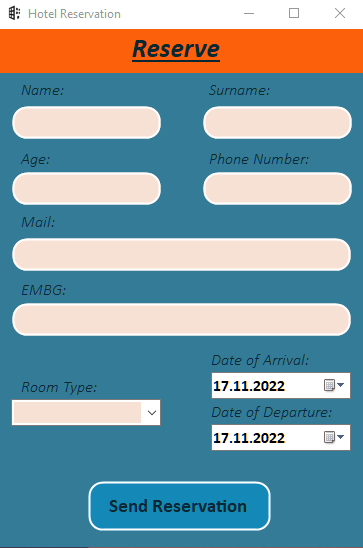 Hotel Reservation
Reserve
Name: Surname:
Age: Phone Number:
Mail:
EMBG:
Date of Arrival:
17.11.2022
Room Type:
Date of Departure:
17.11.2022
Send Reservation